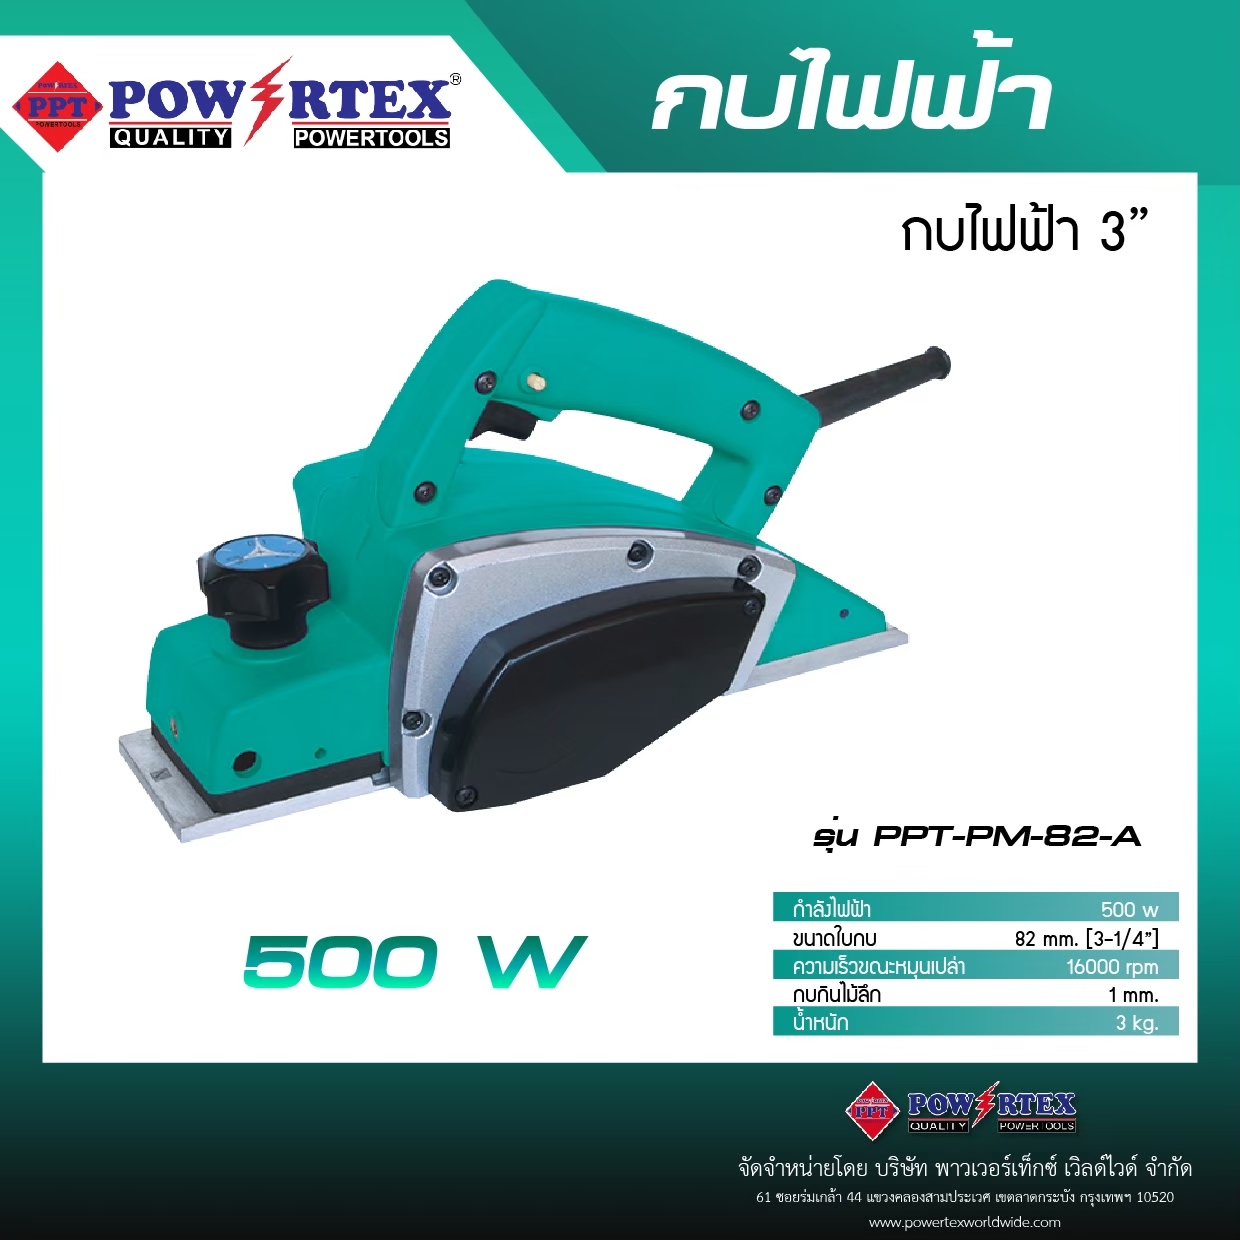 POWERTEX®
PPT
POWERTOOLS
QUALITY POWERTOOLS
กบไฟฟ้า
กบไฟฟ้า 3”
รุ่น PPT-PM-82-A
500 W
กำลังไฟฟ้า 500 w
ขนาดใบกบ 82 mm. [3-1/4”]
ความเร็วขณะหมุนเปล่า 16000 rpm
กบกินไม้ลึก 1 mm.
น้ำหนัก 3 kg.
PPT
POWERTEX
QUALITY POWERTOOLS
จัดจำหน่ายโดย บริษัท พาวเวอร์เท็กซ์ เวิลด์ไวด์ จำกัด
61 ซอยร่มเกล้า 44 แขวงคลองสามประเวศ เขตลาดกระบัง กรุงเทพฯ 10520
www.powertexworldwide.com